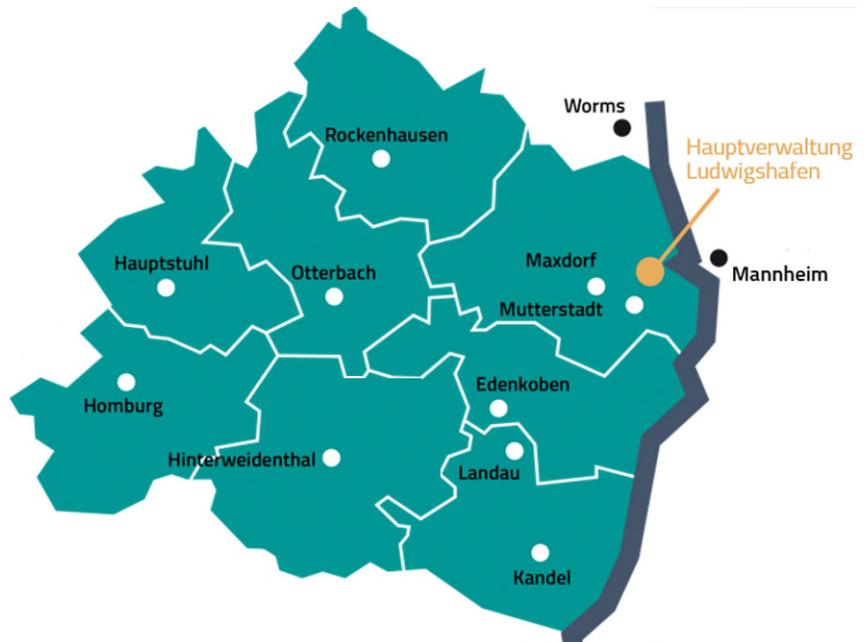 Worms
Rockenhausen
Hauptverwaltung
Ludwigshafen
Hauptstuhl
Otterbach
Maxdorf
Mannheim
Mutterstadt
Edenkoben
Homburg
Hinterweidenthal
Landau
Kandel